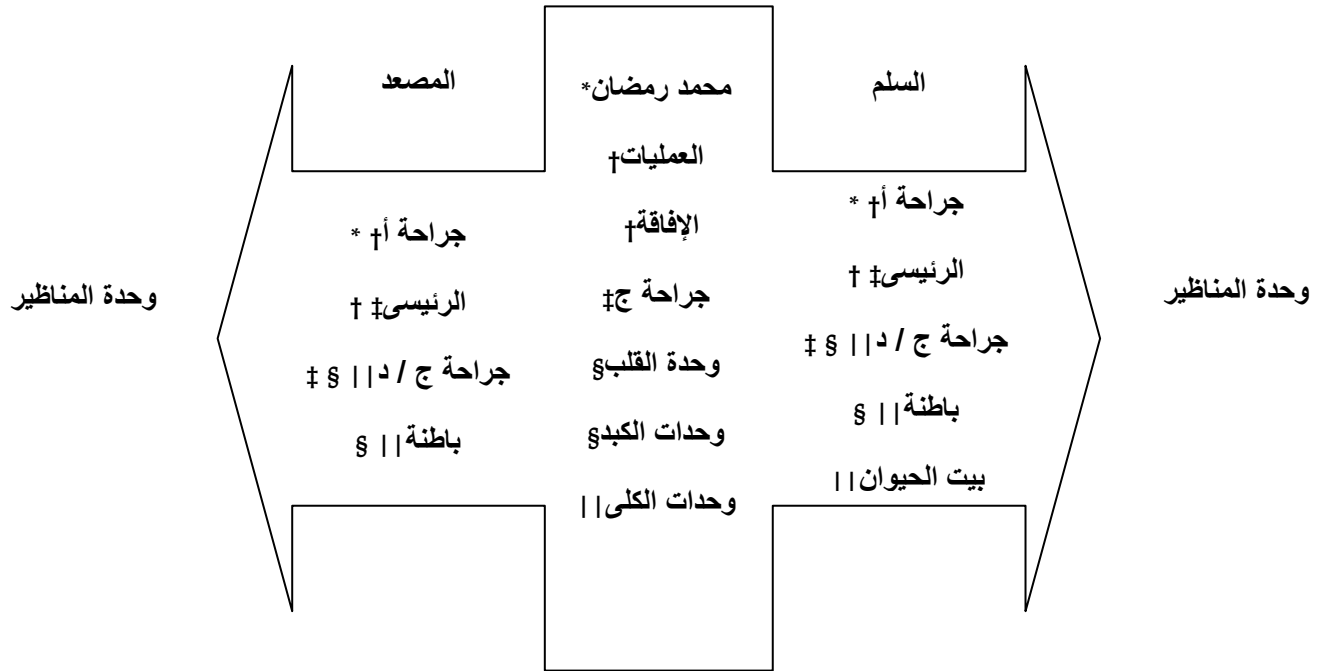 السلم
محمد رمضان*
المصعد
العمليات†
جراحة أ† *
الإفاقة†
جراحة أ† *
الرئيسى‡ †
جراحة ج‡
الرئيسى‡ †
وحدة المناظير
وحدة المناظير
جراحة ج / د|| § ‡
وحدة القلب§
جراحة ج / د|| § ‡
باطنة|| §
وحدات الكبد§
باطنة|| §
بيت الحيوان||
وحدات الكلى||